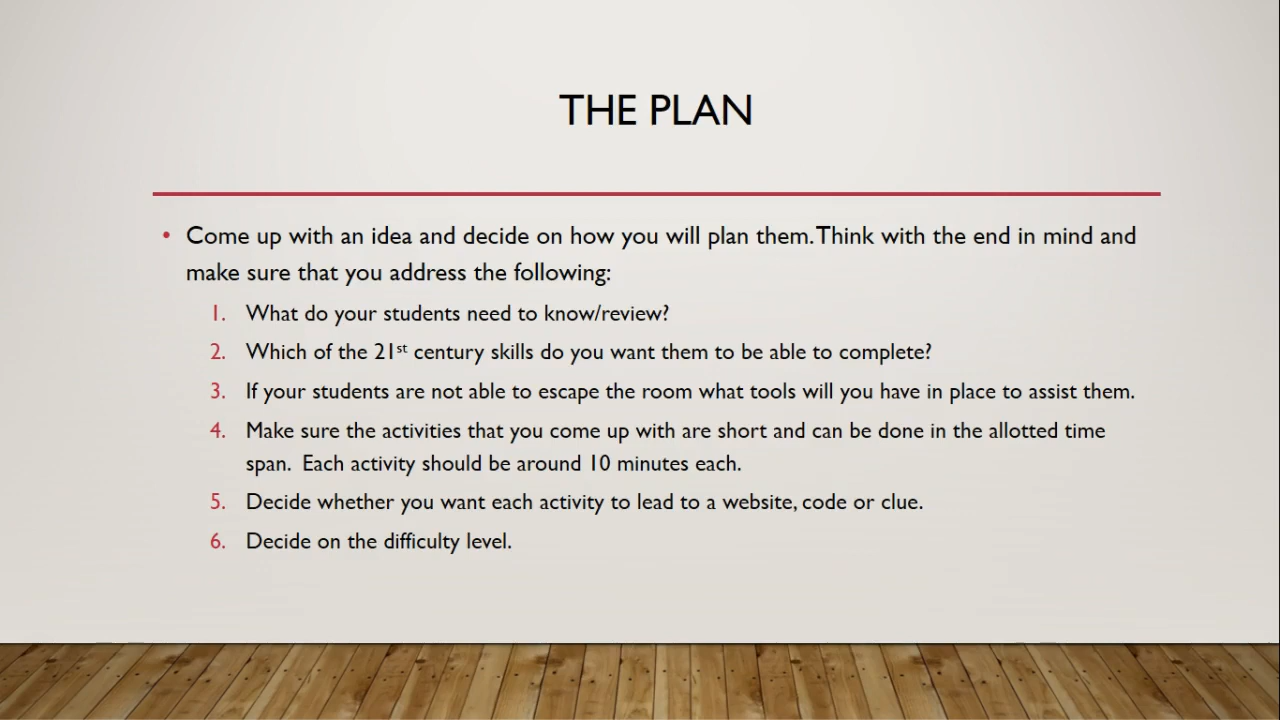 THE PLAN
• Come up with an idea and decide on how you will plan them. Think with the end in mind and
make sure that you address the following:
1. What do your students need to know/review?
2. Which of the 21st century skills do you want them to be able to complete?
3. If your students are not able to escape the room what tools will you have in place to assist them.
4. Make sure the activities that you come up with are short and can be done in the allotted time
span.  Each activity should be around 10 minutes each.
5. Decide whether you want each activity to lead to a website, code or clue.
6. Decide on the difficulty level.